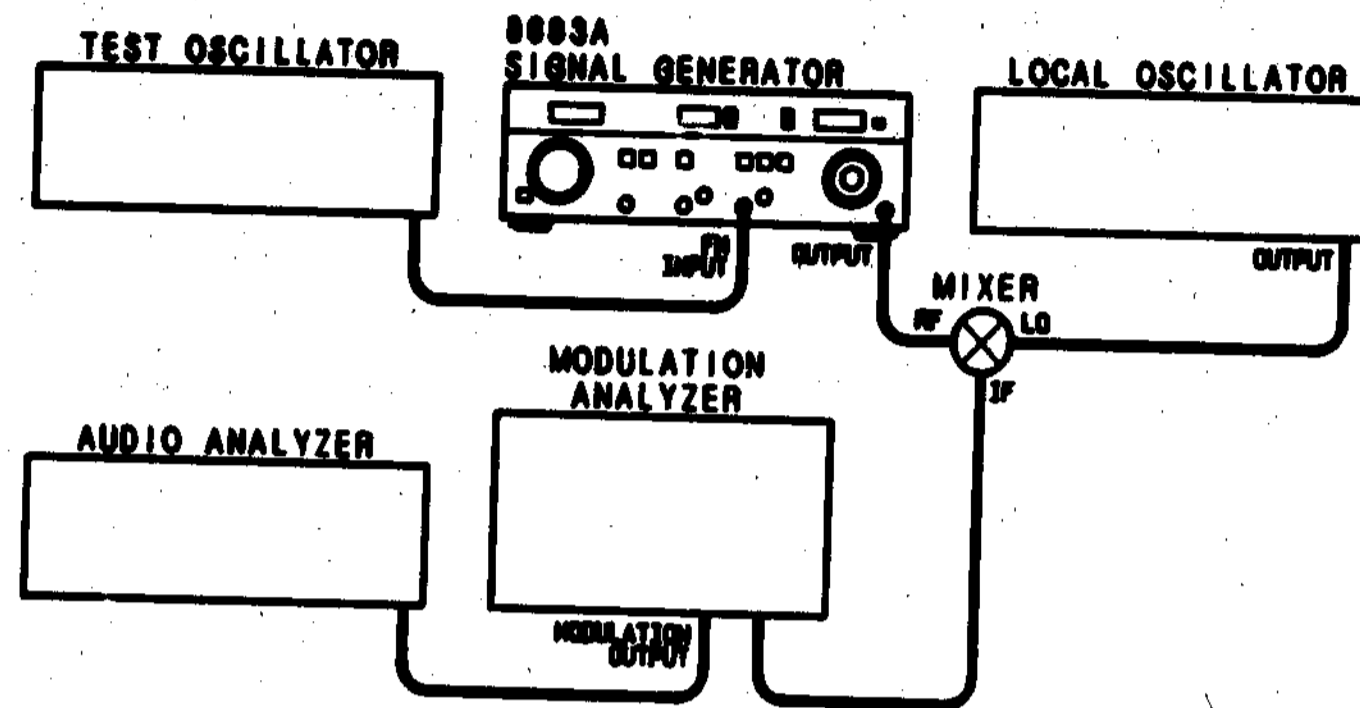 TEST OSCILLATOR
8683A
SIGNAL GENERATOR
LOCAL OSCILLATOR
FM
INPUT
OUTPUT
OUTPUT
MIXER
RF
LO
IF
MODULATION
ANALYZER
AUDIO ANALYZER
MODULATION
OUTPUT